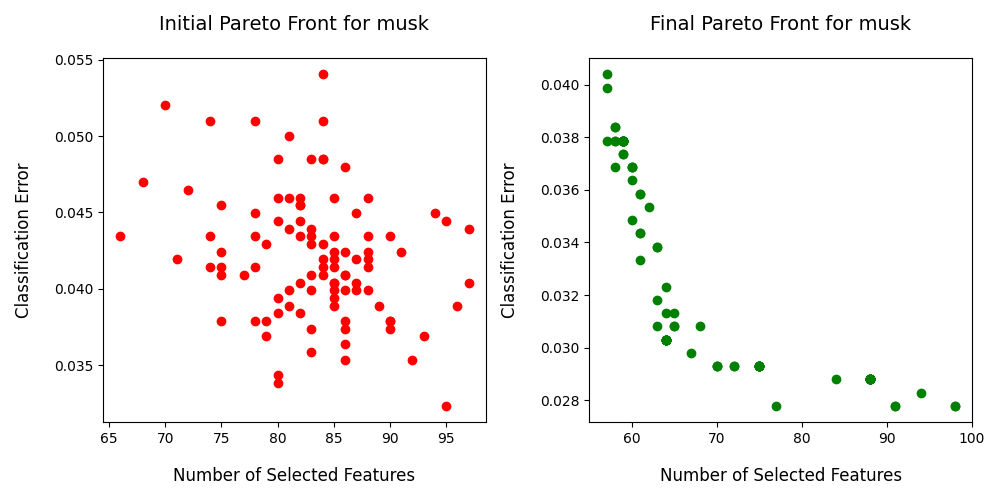 Initial Pareto Front for musk
Classification Error
0.055
0.050
0.045
0.040
0.035
65 70 75 80 85 90 95
Number of Selected Features
Final Pareto Front for musk
Classification Error
0.040
0.038
0.036
0.034
0.032
0.030
0.028
60 70 80 90 100
Number of Selected Features